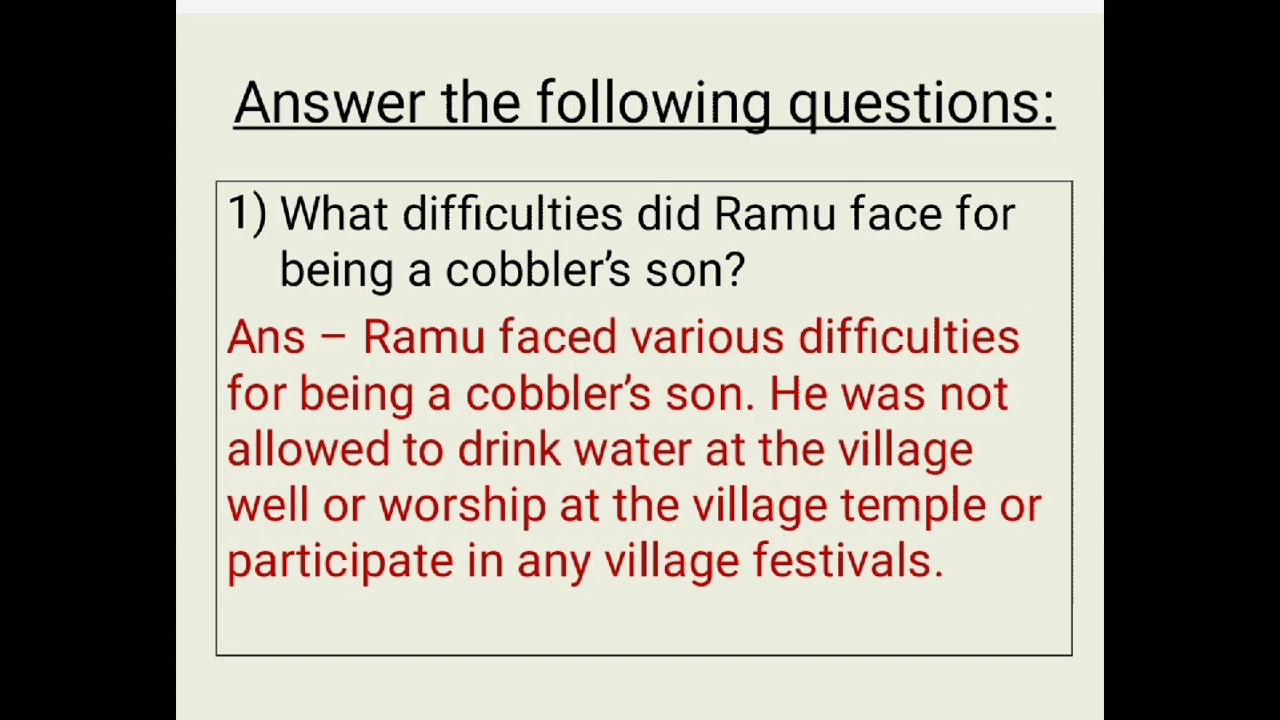 Answer the following questions:
1) What difficulties did Ramu face for
being a cobbler’s son?
Ans – Ramu faced various difficulties
for being a cobbler’s son. He was not
allowed to drink water at the village
well or worship at the village temple or
participate in any village festivals.